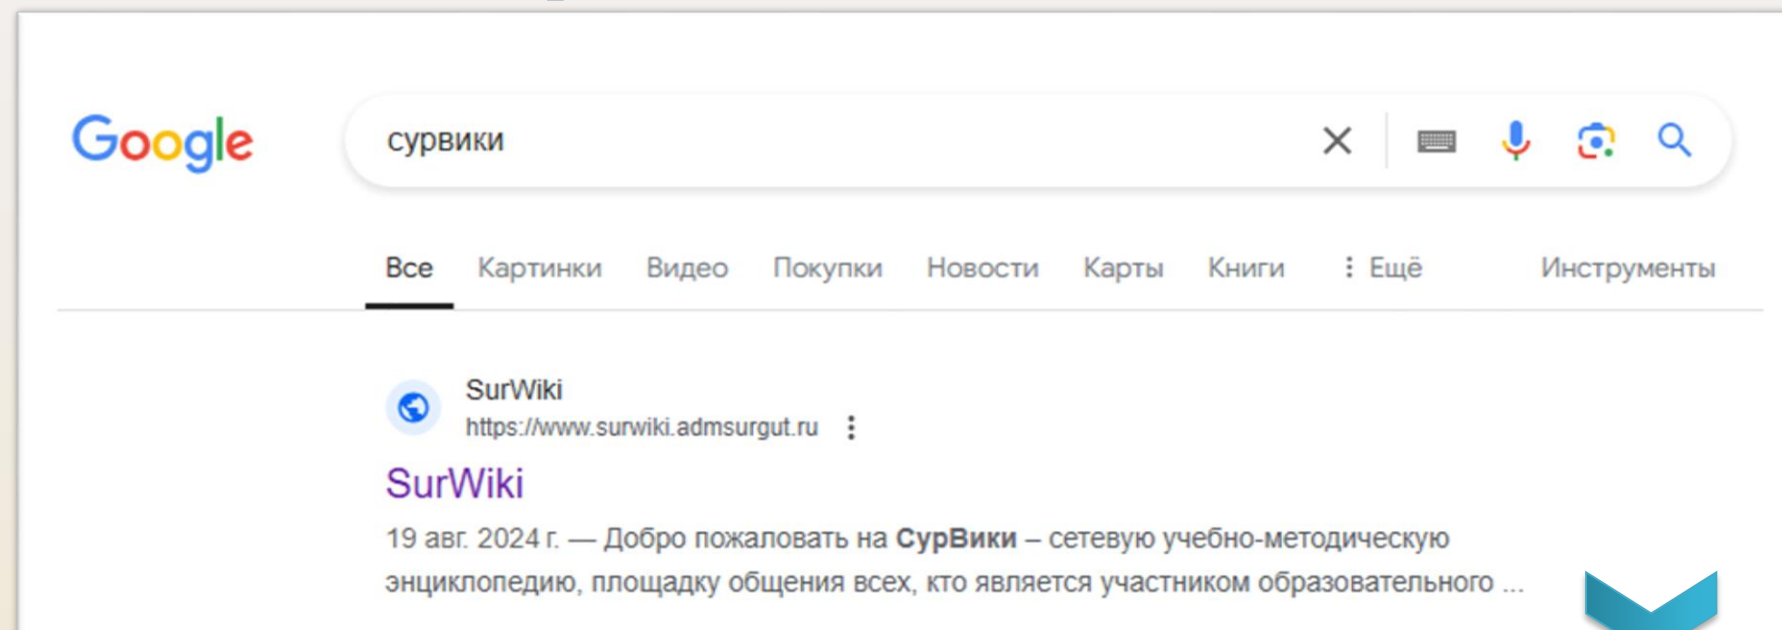 Google
сурвики
Все Картинки Видео Покупки Новости Карты Книги Ещё Инструменты
SurWiki
https://www.surwiki.admsurgut.ru
SurWiki
19 авг. 2024 г. — Добро пожаловать на СурВики – сетевую учебно-методическую
энциклопедию, площадку общения всех, кто является участником образовательного ...